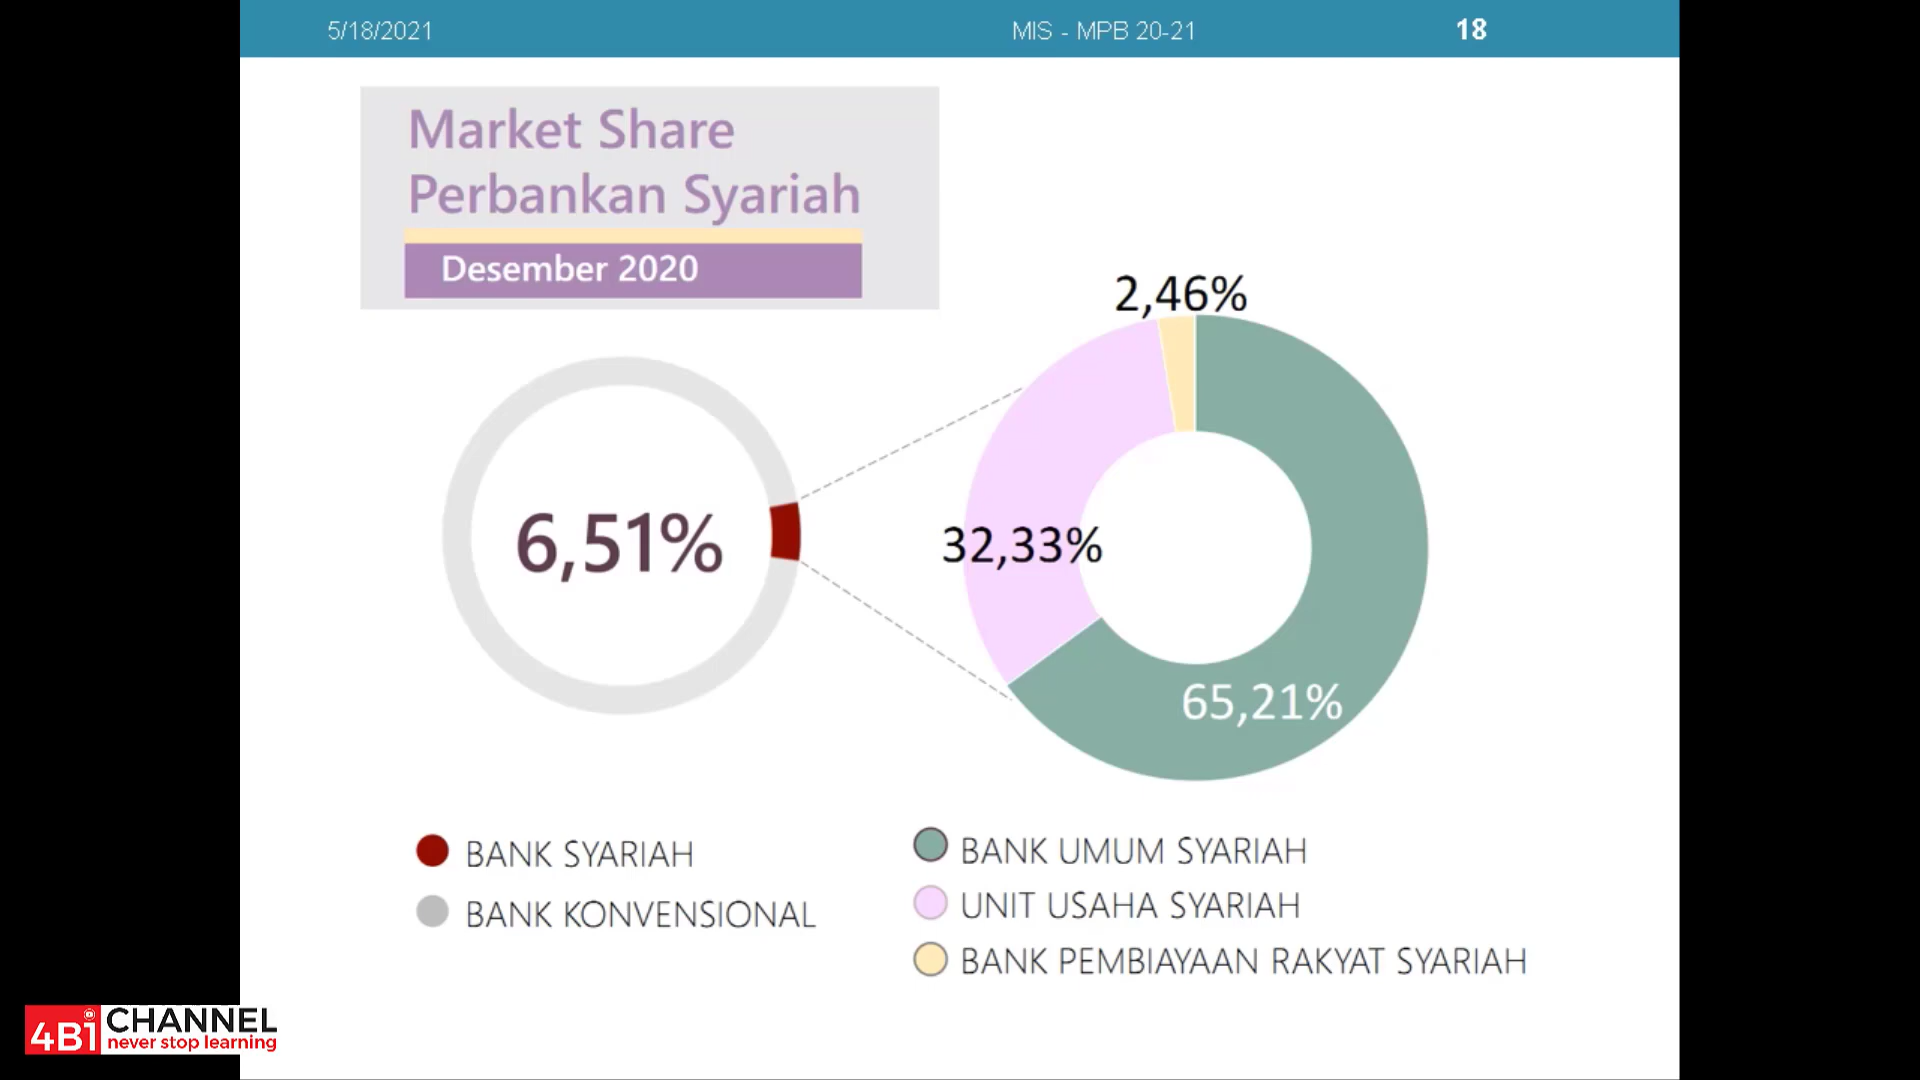 5/18/2021
MIS - MPB 20-21
18
Market Share
Perbankan Syariah
Desember 2020
2,46%
6,51%
32,33%
65,21%
BANK SYARIAH
BANK KONVENSIONAL
BANK UMUM SYARIAH
UNIT USAHA SYARIAH
BANK PEMBIAYAAN RAKYAT SYARIAH
4Bi CHANNEL
never stop learning